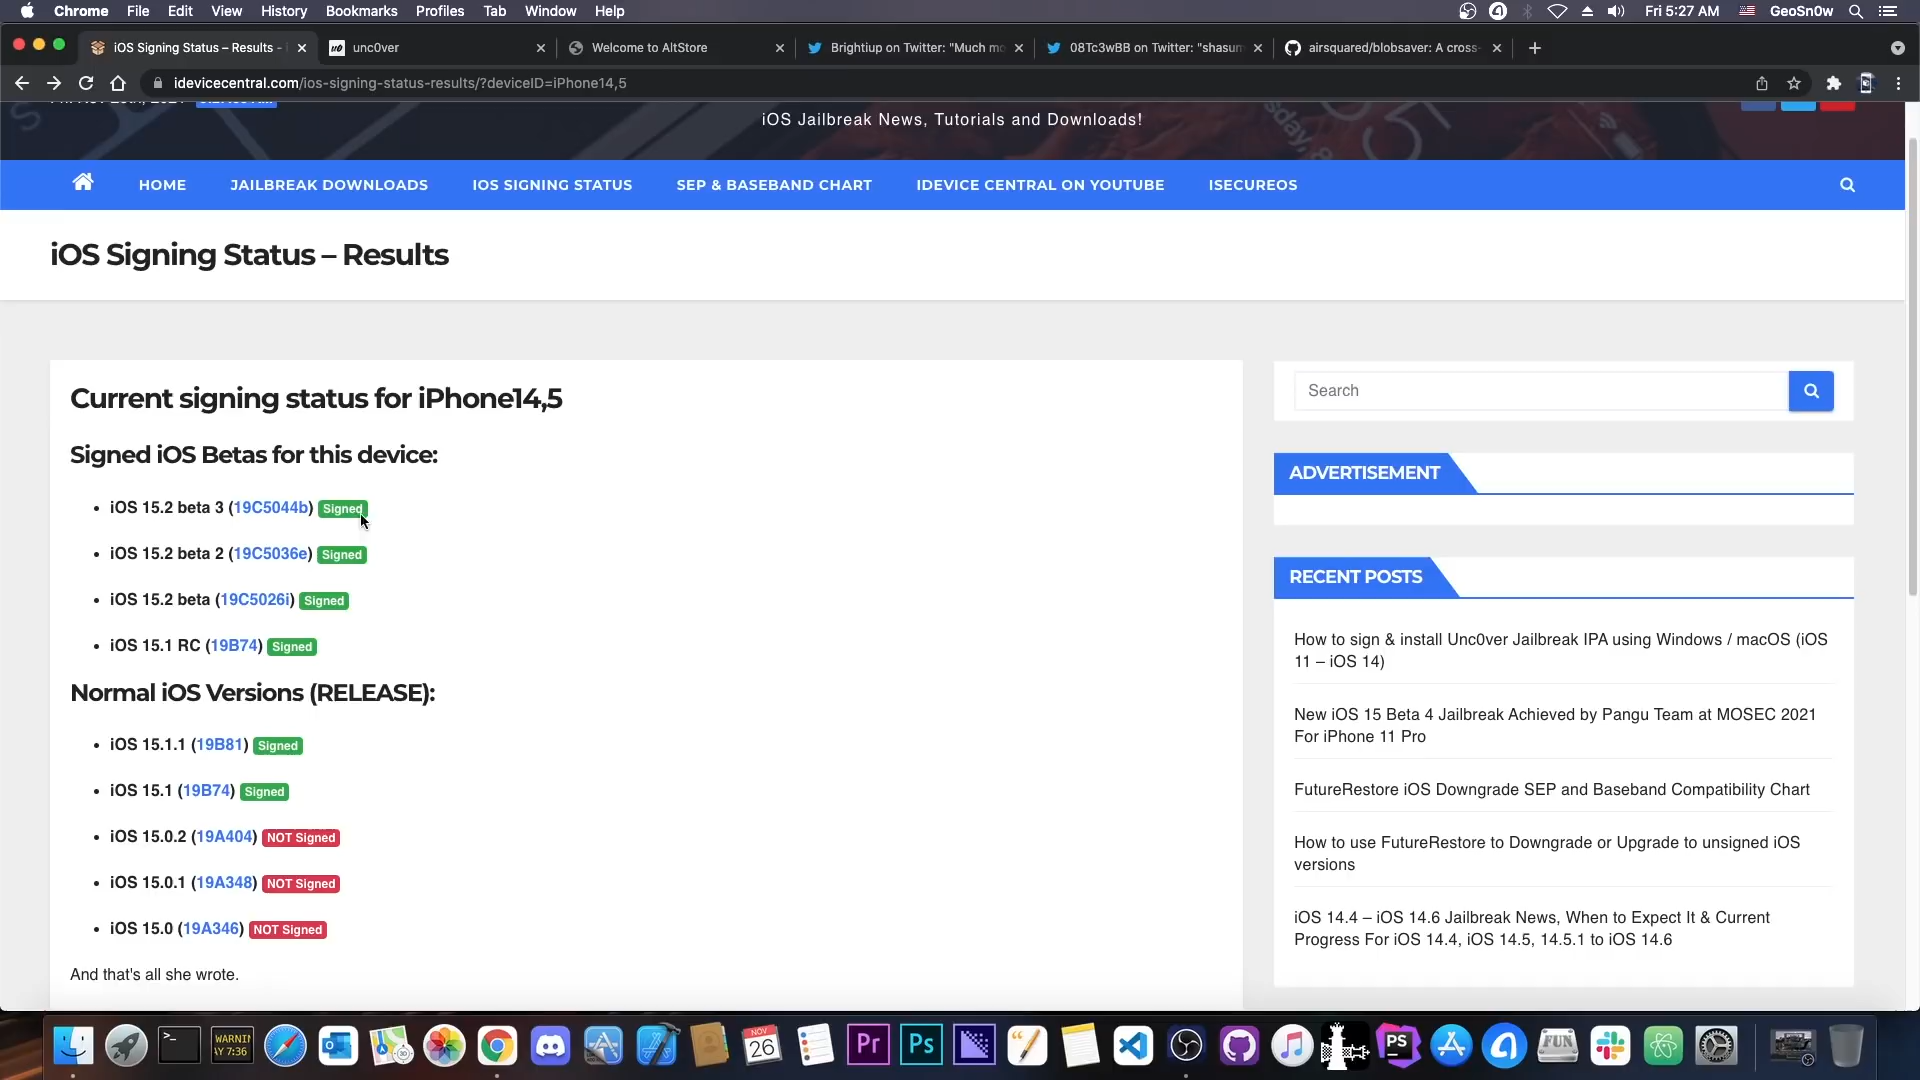 Chrome File Edit View History Bookmarks Profiles Tab Window Help
Fri 5:27 AM GeoSn0w
iOS Signing Status – Results -
unc0ver
Welcome to AltStore
Brightiup on Twitter: "Much mo
08Tc3wBB on Twitter: "shasum
airsquared/blobsaver: A cross-
idevicecentral.com/ios-signing-status-results/?deviceID=iPhone14,5
iOS Jailbreak News, Tutorials and Downloads!
HOME JAILBREAK DOWNLOADS IOS SIGNING STATUS SEP & BASEBAND CHART IDEVICE CENTRAL ON YOUTUBE ISECUREOS
iOS Signing Status – Results
Current signing status for iPhone14,5
Signed iOS Betas for this device:
• iOS 15.2 beta 3 (19C5044b) Signed
• iOS 15.2 beta 2 (19C5036e) Signed
• iOS 15.2 beta (19C5026i) Signed
• iOS 15.1 RC (19B74) Signed
Normal iOS Versions (RELEASE):
• iOS 15.1.1 (19B81) Signed
• iOS 15.1 (19B74) Signed
• iOS 15.0.2 (19A404) NOT Signed
• iOS 15.0.1 (19A348) NOT Signed
• iOS 15.0 (19A346) NOT Signed
And that's all she wrote.
Search
ADVERTISEMENT
RECENT POSTS
How to sign & install Unc0ver Jailbreak IPA using Windows / macOS (iOS
11 – iOS 14)
New iOS 15 Beta 4 Jailbreak Achieved by Pangu Team at MOSEC 2021
For iPhone 11 Pro
FutureRestore iOS Downgrade SEP and Baseband Compatibility Chart
How to use FutureRestore to Downgrade or Upgrade to unsigned iOS
versions
iOS 14.4 – iOS 14.6 Jailbreak News, When to Expect It & Current
Progress For iOS 14.4, iOS 14.5, 14.5.1 to iOS 14.6
WARNIN
AY 7:36
NOV
26
Pr
Ps
PS
FUN